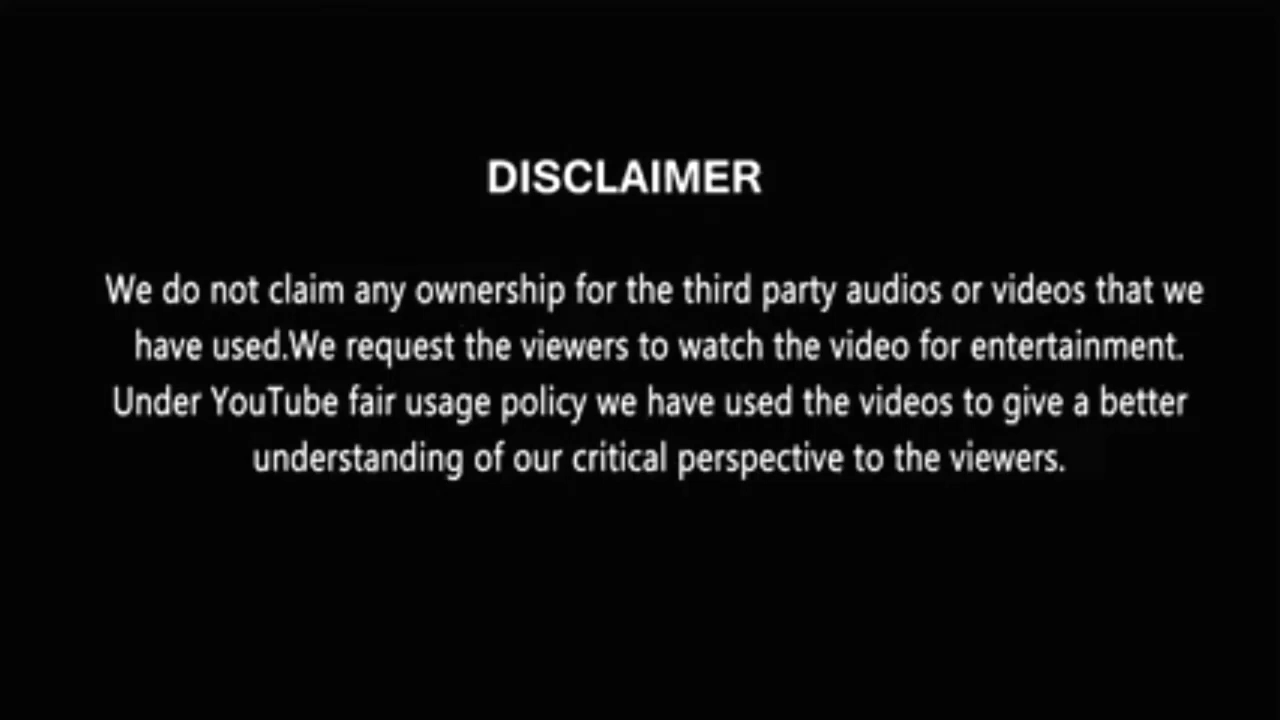 DISCLAIMER
We do not claim any ownership for the third party audios or videos that we
have used.We request the viewers to watch the video for entertainment.
Under YouTube fair usage policy we have used the videos to give a better
understanding of our critical perspective to the viewers.